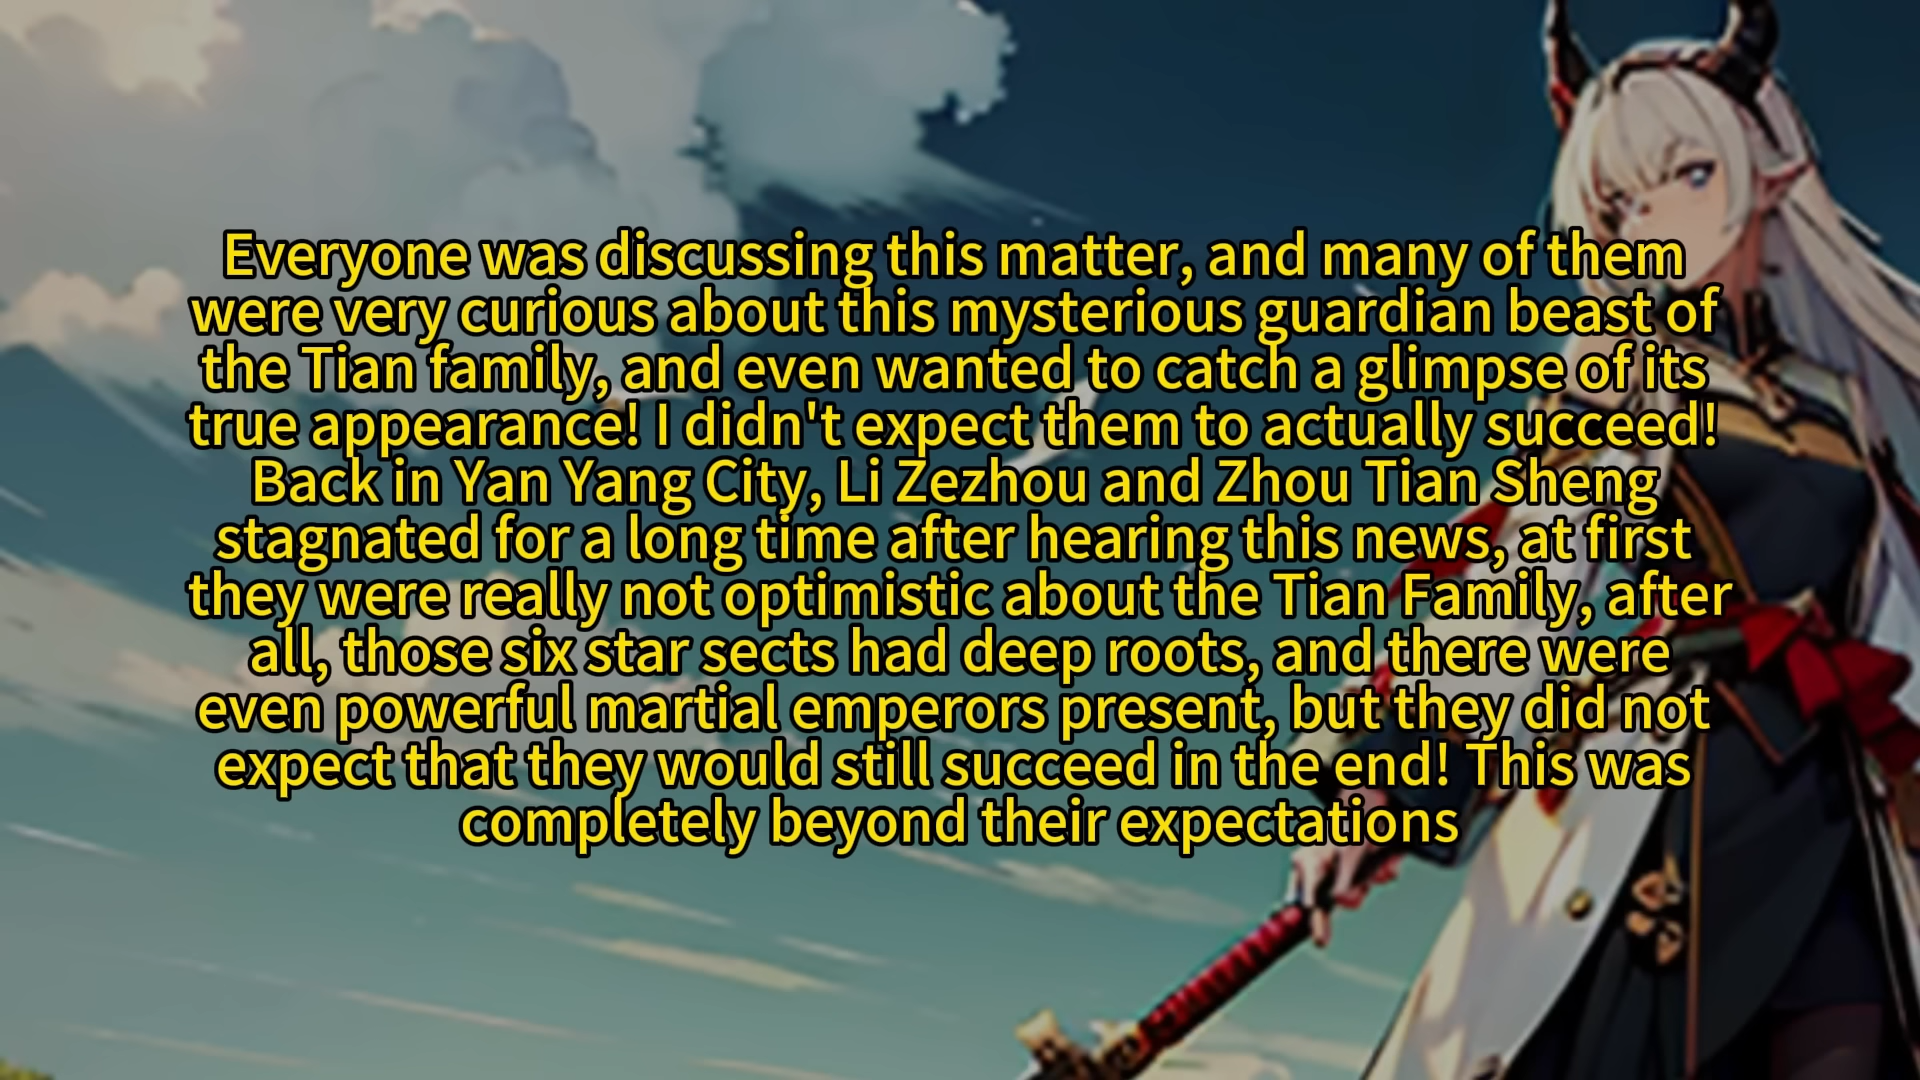 Everyone was discussing this matter, and many of them
were very curious about this mysterious guardian beast of
the Tian family, and even wanted to catch a glimpse of its
true appearance! I didn't expect them to actually succeed!
Back in Yan Yang City, Li Zezhou and Zhou Tian Sheng
stagnated for a long time after hearing this news, at first
they were really not optimistic about the Tian Family, after
all, those six star sects had deep roots, and there were
even powerful martial emperors present, but they did not
expect that they would still succeed in the end! This was
completely beyond their expectations